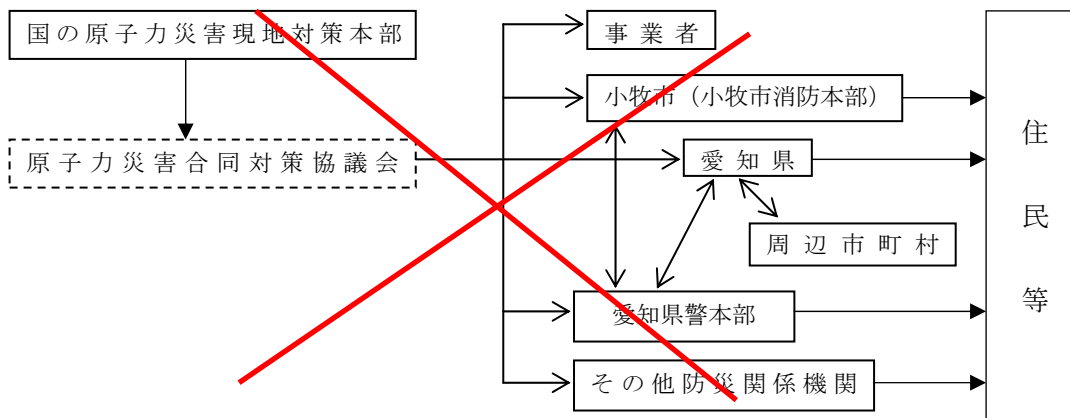 国の原子力災害現地対策本部
原子力災害合同対策協議会
事業者
小牧市（小牧市消防本部）
愛知県
周辺市町村
愛知県警本部
その他防災関係機関
住民等